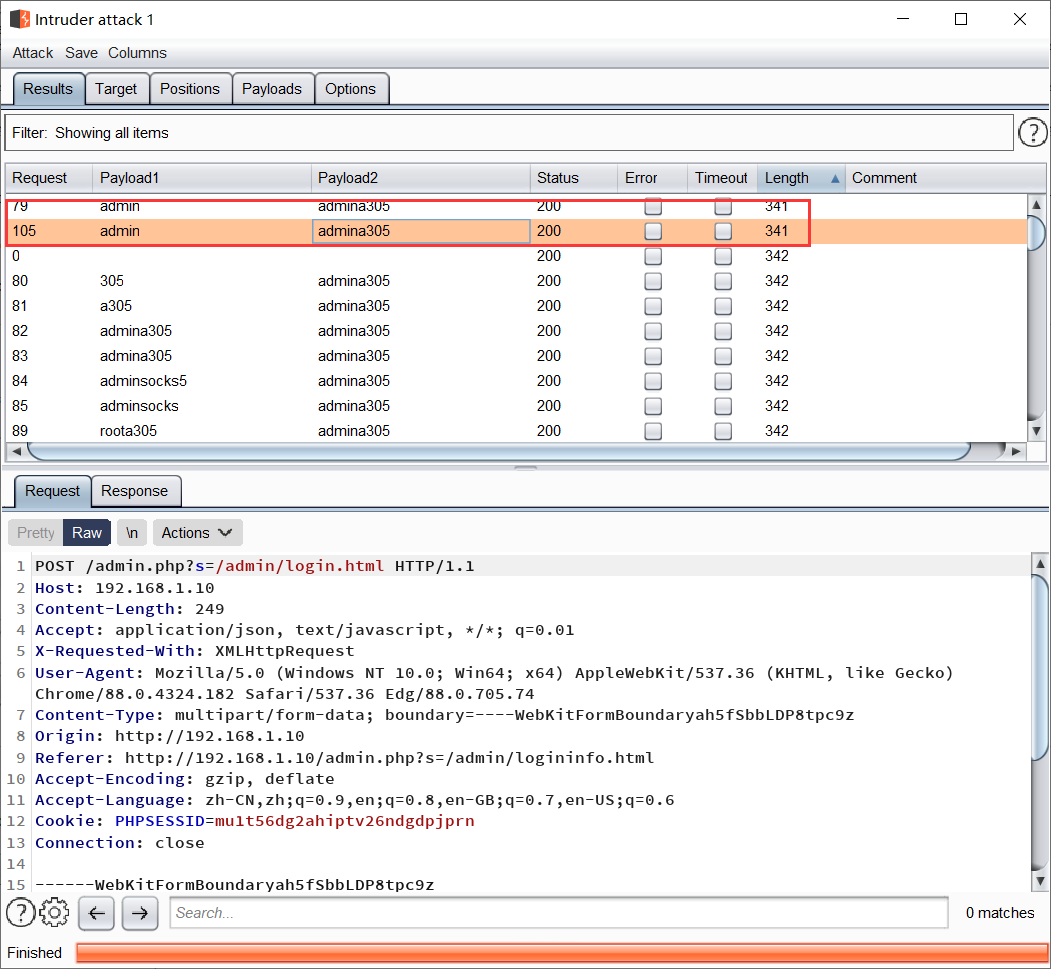 Intruder attack 1
Attack Save Columns
Results Target Positions Payloads Options
Filter: Showing all items
?
Request Payload1 Payload2 Status Error Timeout Length Comment
79 admin admina305 200 341
105 admin admina305 200 341
0 200 342
80 305 admina305 200 342
81 a305 admina305 200 342
82 admina305 admina305 200 342
83 admina305 admina305 200 342
84 adminsocks5 admina305 200 342
85 adminsocks admina305 200 342
89 roota305 admina305 200 342
Request Response
Pretty Raw \n Actions
1 POST /admin.php?s=/admin/login.html HTTP/1.1
2 Host: 192.168.1.10
3 Content-Length: 249
4 Accept: application/json, text/javascript, */*; q=0.01
5 X-Requested-With: XMLHttpRequest
6 User-Agent: Mozilla/5.0 (Windows NT 10.0; Win64; x64) AppleWebKit/537.36 (KHTML, like Gecko)
Chrome/88.0.4324.182 Safari/537.36 Edg/88.0.705.74
7 Content-Type: multipart/form-data; boundary=----WebKitFormBoundaryah5fSbbLDP8tpc9z
8 Origin: http://192.168.1.10
9 Referer: http://192.168.1.10/admin.php?s=/admin/logininfo.html
10 Accept-Encoding: gzip, deflate
11 Accept-Language: zh-CN,zh;q=0.9,en;q=0.8,en-GB;q=0.7,en-US;q=0.6
12 Cookie: PHPSESSID=mu1t56dg2ahiptv26ndgdpjprn
13 Connection: close
14
15 ------WebKitFormBoundaryah5fSbbLDP8tpc9z
? Search... 0 matches
Finished